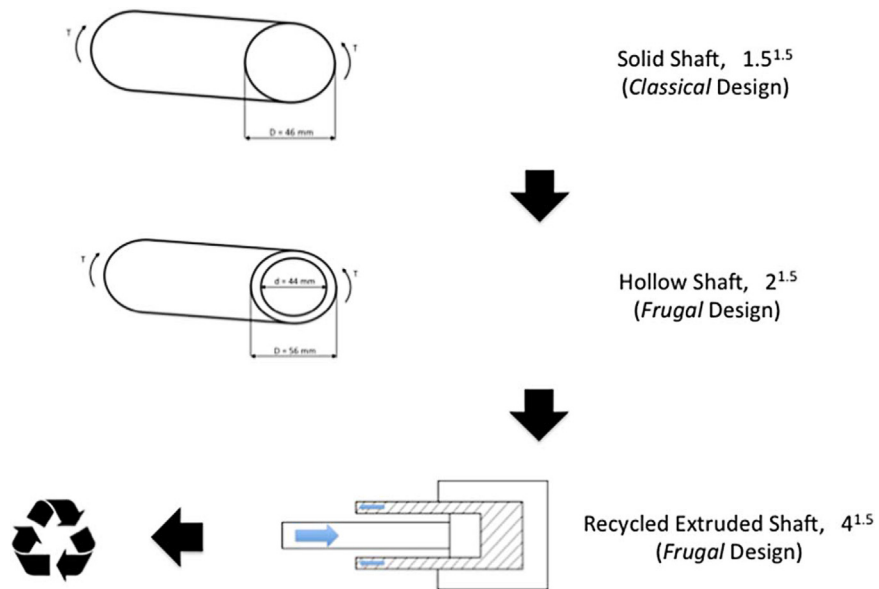 T
T
D = 46 mm
Solid Shaft, 1.5^1.5
(Classical Design)
T
T
d = 44 mm
D = 56 mm
Hollow Shaft, 2^1.5
(Frugal Design)
Recycled Extruded Shaft, 4^1.5
(Frugal Design)